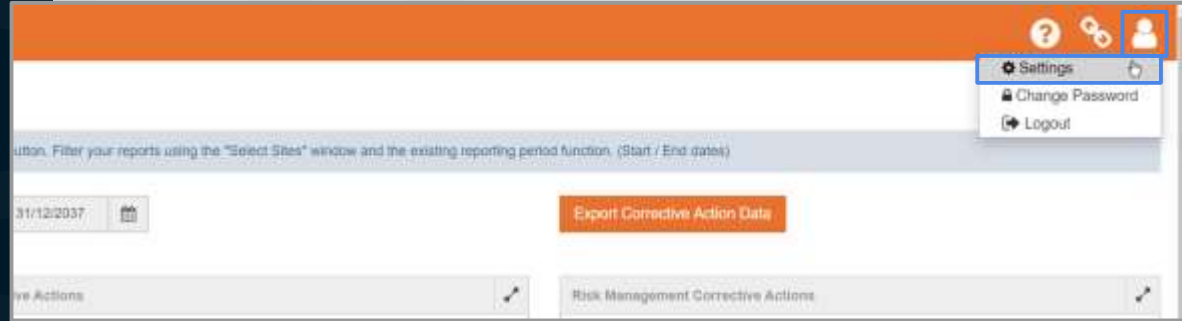 ?
Settings
Change Password
Logout
utton. Filter your reports using the "Select Sites" window and the existing reporting period function. (Start / End dates)
31/12/2037
Export Corrective Action Data
ive Actions
Risk Management Corrective Actions